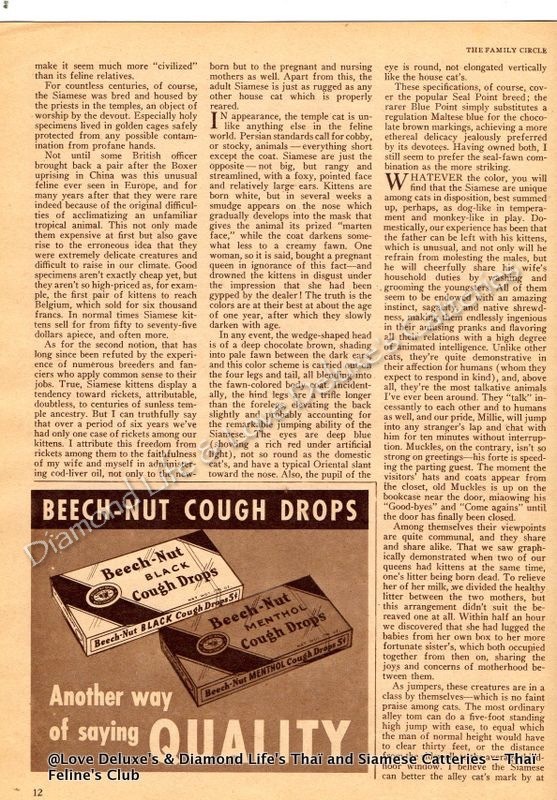 THE FAMILY CIRCLE
make it seem much more "civilized"
than its feline relatives.
For countless centuries, of course,
the Siamese was bred and housed by
the priests in the temples, an object of
worship by the devout. Especially holy
specimens lived in golden cages safely
protected from any possible contam-
mation from profane hands.
Not until some British officer
brought back a pair after the Boxer
uprising in China was this unusual
feline ever seen in Europe, and for
many years after that they were rare
indeed because of the original difficul-
ties of acclimatizing an unfamiliar
tropical animal. This not only made
them expensive at first but also gave
rise to the erroneous idea that they
were extremely delicate creatures and
difficult to raise in our climate. Good
specimens aren't exactly cheap yet, but
they aren't so high-priced as, for exam-
ple, the first pair of kittens to reach
Belgium, which sold for six thousand
francs. In normal times Siamese kit-
tens sell for from fifty to seventy-five
dollars apiece, and often more.
As for the second notion, that has
long since been refuted by the experi-
ence of numerous breeders and fan-
ciers who apply common sense to their
jobs. True, Siamese kittens display a
tendency toward rickets, attributable,
doubtless, to centuries of sunless tem-
ple ancestry. But I can truthfully say
that over a period of six years we've
had only one case of rickets among our
kittens. I attribute this freedom from
rickets among them to the faithfulness
of my wife and myself in administer-
ing cod-liver oil, not only to the new-
born but to the pregnant and nursing
mothers as well. Apart from this, the
adult Siamese is just as rugged as any
other house cat which is properly
reared.
IN appearance, the temple cat is un-
like anything else in the feline
world. Persian standards call for cobby,
or stocky, animals—everything short
except the coat. Siamese are just the
opposite—not big, but rangy and
streamlined, with a foxy, pointed face
and relatively large ears. Kittens are
born white, but in several weeks a
smudge appears on the nose which
gradually develops into the mask that
gives the animal its prized "marten
face," while the coat darkens some-
what less to a creamy fawn. One
woman, so it is said, bought a pregnant
queen in ignorance of this fact—and
drowned the kittens in disgust under
the impression that she had been
gypped by the dealer! The truth is the
colors are at their best at about the age
of one year, after which they slowly
darken with age.
In any event, the wedge-shaped head
is of a deep chocolate brown, shading
into pale fawn between the dark ears,
and this color scheme is carried out in
the four legs and tail, all blending into
the fawn-colored body. Incident-
ally, the hind legs are a trifle longer
than the forelegs, elevating the back
slightly and probably accounting for
the remarkable jumping ability of the
Siamese. The eyes are deep blue
(showing a rich red under artificial
light), not so round as the domestic
cat's, and have a typical Oriental slant
toward the nose. Also, the pupil of the
eye is round, not elongated vertically
like the house cat's.
These specifications, of course, cov-
er the popular Seal Point breed; the
rarer Blue Point simply substitutes a
regulation Maltese blue for the choco-
late brown markings, achieving a more
ethereal delicacy jealously preferred
by its devotees. Having owned both, I
still seem to prefer the seal-fawn com-
bination as the more striking.
WHATEVER the color, you will
find that the Siamese are unique
among cats in disposition, best summed
up, perhaps, as dog-like in tempera-
ment and monkey-like in play. Do-
mestically, our experience has been that
the father can be left with his kittens,
which is unusual, and not only will he
refrain from molesting the males, but
he will cheerfully share his wife's
household duties by washing and
grooming the youngsters. All of them
seem to be gifted with an amazing
instinct, sagacity and native shrewd-
ness, making them endlessly ingenious
in their little pranks and flavoring
their relations with a high degree
of animated intelligence. Unlike other
cats, they're quite demonstrative in
their affection for humans (whom they
expect to respond in kind), and above
all, they're the most talkative animals
I've ever been around. They "talk" in-
cessantly to each other and to humans
as well, and our pride, Millie, will jump
into any stranger's lap and chat with
him for ten minutes without interrup-
tion. Muckles, on the contrary, isn't so
strong on greetings—his forte is speed-
ing the parting guest. The moment the
visitors' hats and coats appear from
the closet, old Muckles is up on the
bookcase near the door, miaowing his
"Good-byes" and "Come agains" until
the door has finally been closed.
Among themselves their viewpoints
are quite communal, and they share
and share alike. That we saw graph-
ically demonstrated when two of our
queens had kittens at the same time,
one's litter being born dead. To relieve
her of her milk, we divided the healthy
litter between the two mothers, but
this arrangement didn't suit the be-
reaved one at all. Within half an hour
we discovered that she had lugged the
babies from her own box to her more
fortunate sister's, which both occupied
together from then on, sharing the
joys and concerns of motherhood be-
tween them.
As jumpers, these creatures are in a
class by themselves—which is no faint
praise among cats. The most ordinary
alley tom can do a five-foot standing
high jump with ease, to equal which
the man of normal height would have
to clear thirty feet, or the distance
window. I believe the Siamese
can better the alley cat's mark by at
BEECH-NUT COUGH DROPS
Beech-Nut
BLACK
Cough Drops
Beech-Nut BLACK Cough Drops 5¢
Beech-Nut
MENTHOL
Cough Drops
Beech-Nut MENTHOL Cough Drops 5¢
Another way
of saying QUALITY
@Love Deluxe's & Diamond Life's Thai and Siamese Catteries – Thai
Feline's Club
12
Diamond Life & Love Deluxe's Catteries